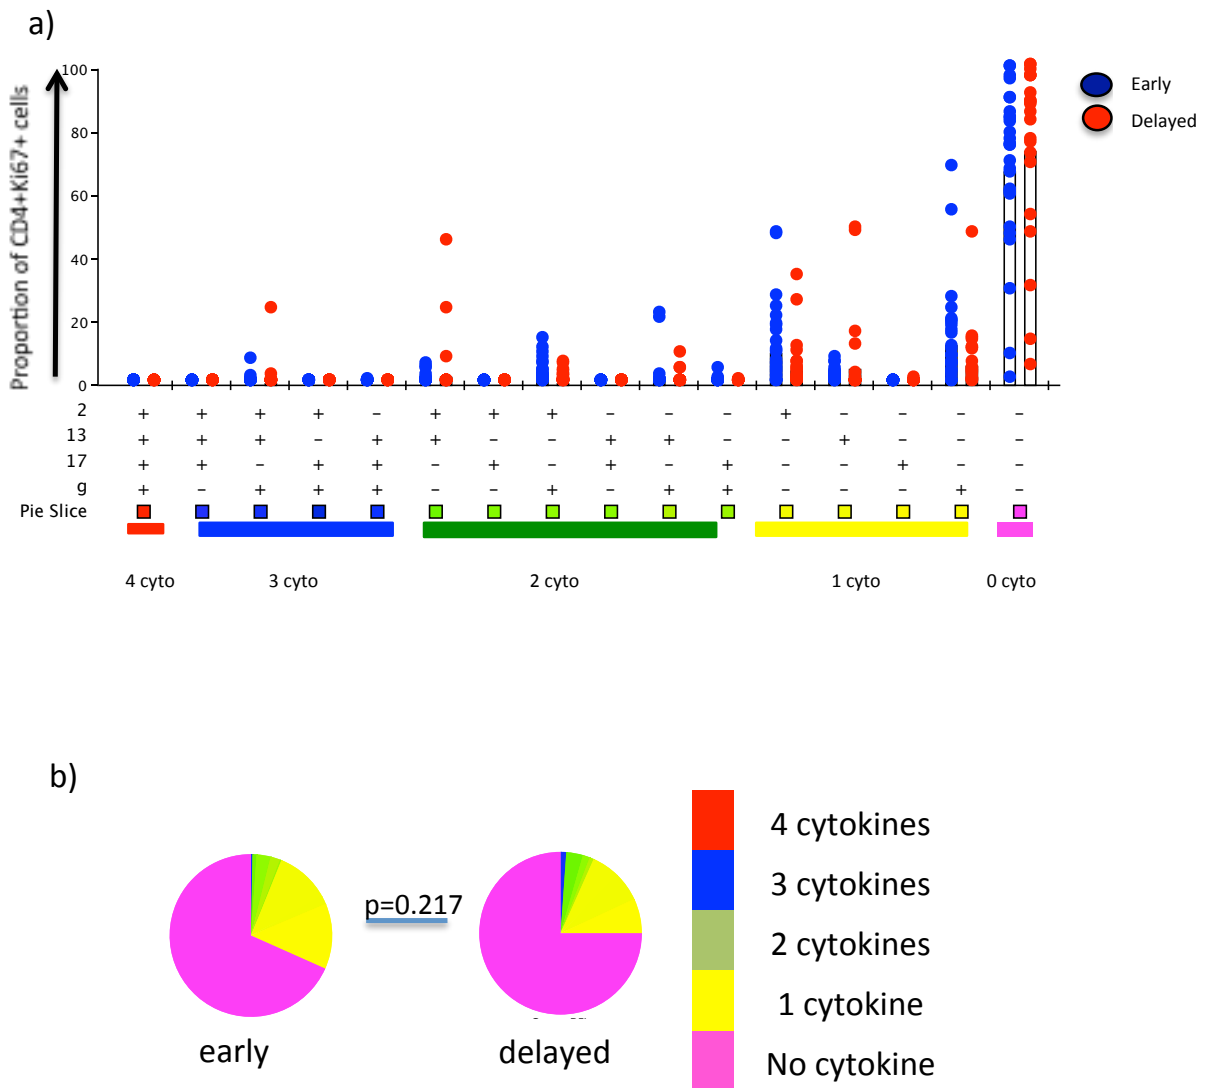 a)
Proportion of CD4+Ki67+ cells
100
80
60
40
20
0
Early
Delayed
2 + + + + – + + + – – – + – – – –
13 + + + – + + – – + + – – + – – –
17 + + – + + – + – + – + – – + – –
g + – + + + – – + – + + – – – + –
Pie Slice
4 cyto 3 cyto 2 cyto 1 cyto 0 cyto
b)
p=0.217
early
delayed
4 cytokines
3 cytokines
2 cytokines
1 cytokine
No cytokine